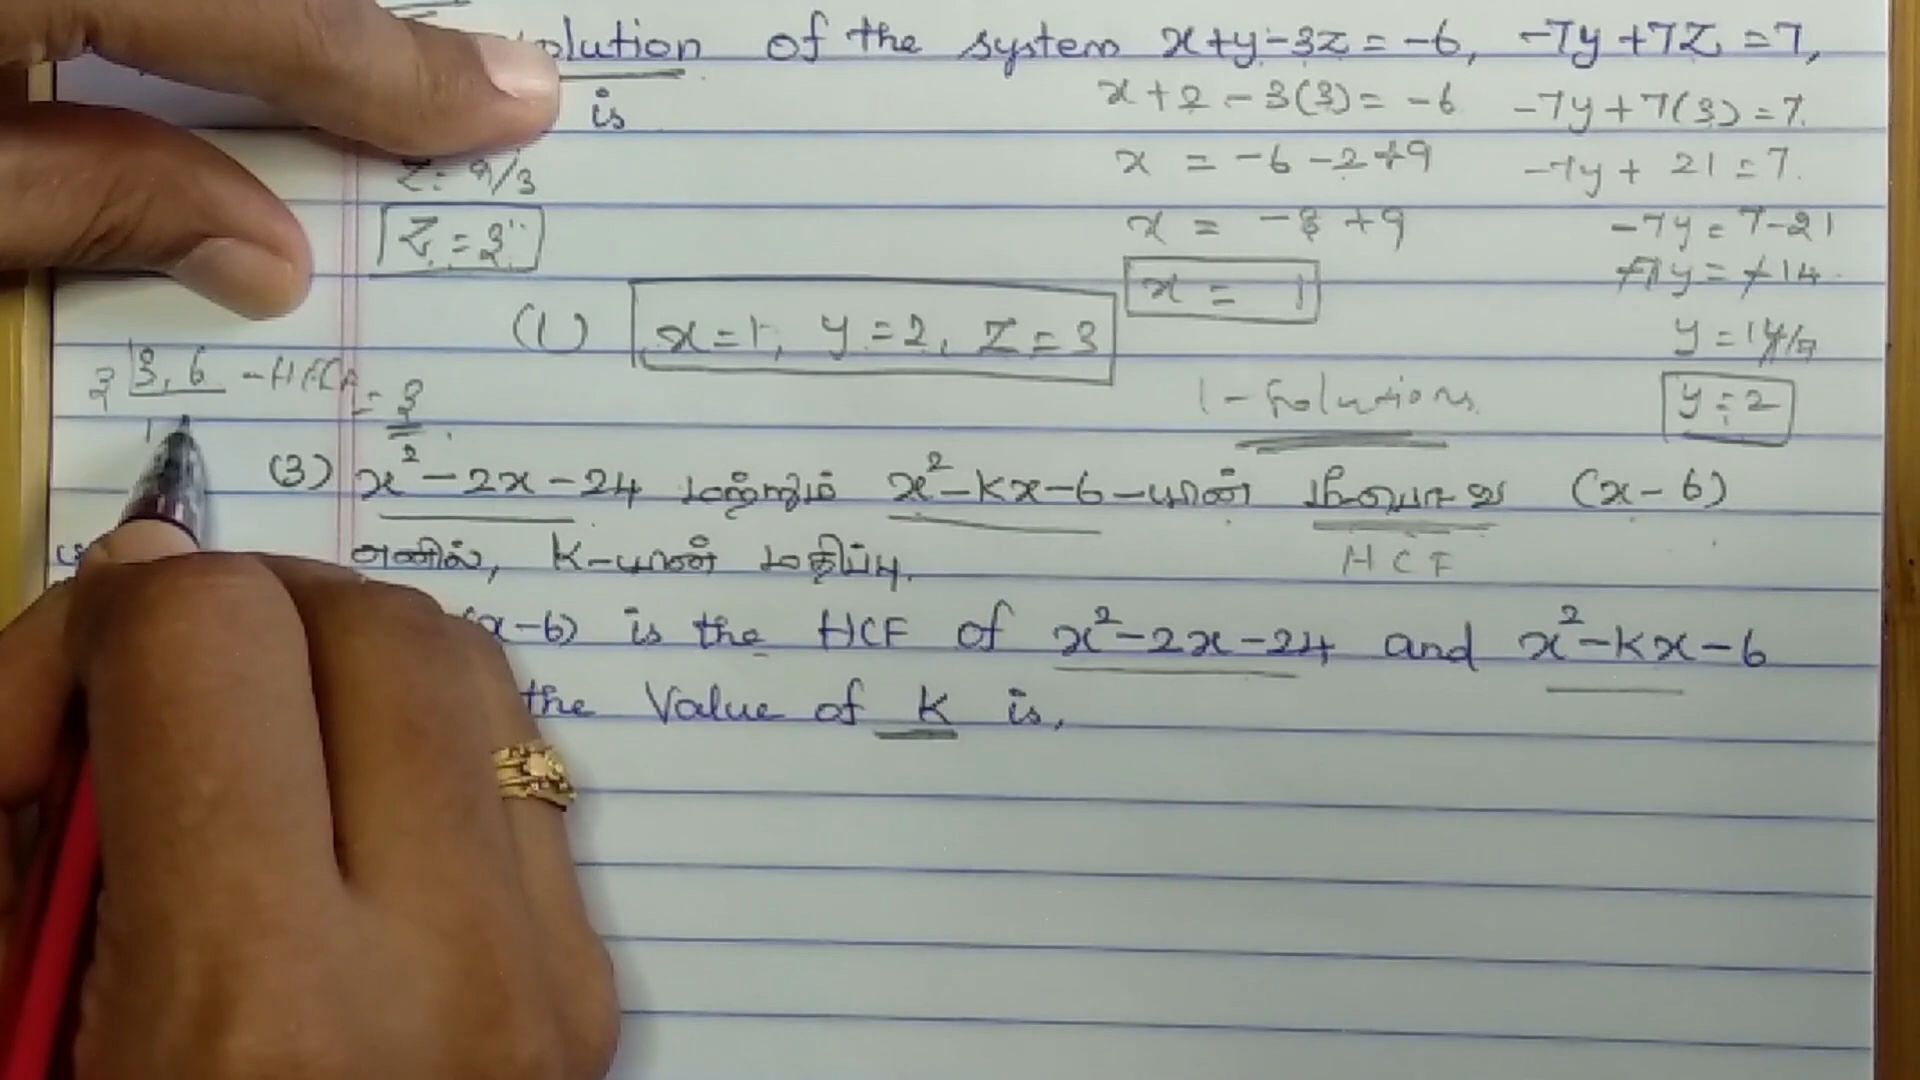 olution of the system x+y-3z=-6, -7y+7z=7,
is
x+2-3(3)=-6
-7y+7(3)=7.
Z=9/3
x = -6-2+9
-7y+21=7.
Z=3
x = -8+9
-7y=7-21
x = 1
-7y=-14
(1) x=1, y=2, z=3
y=14/7
3 3, 6 -HCF = 3
1
1-Solutions
y=2
(3) x²-2x-24 மற்றும் x²-kx-6-யின் மீ.பொ.வ (x-6)
எனில், k-யின் மதிப்பு.
HCF
(x-6) is the HCF of x²-2x-24 and x²-kx-6
the Value of k is,